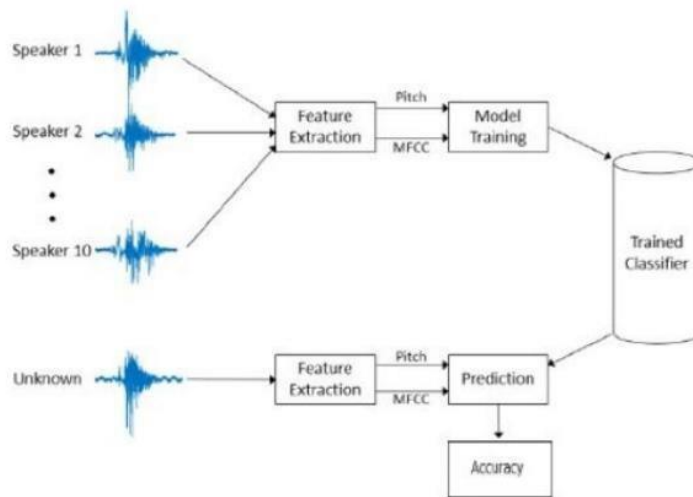 Speaker 1
Speaker 2
Speaker 10
Feature
Extraction
Pitch
MFCC
Model
Training
Trained
Classifier
Unknown
Feature
Extraction
Pitch
MFCC
Prediction
Accuracy